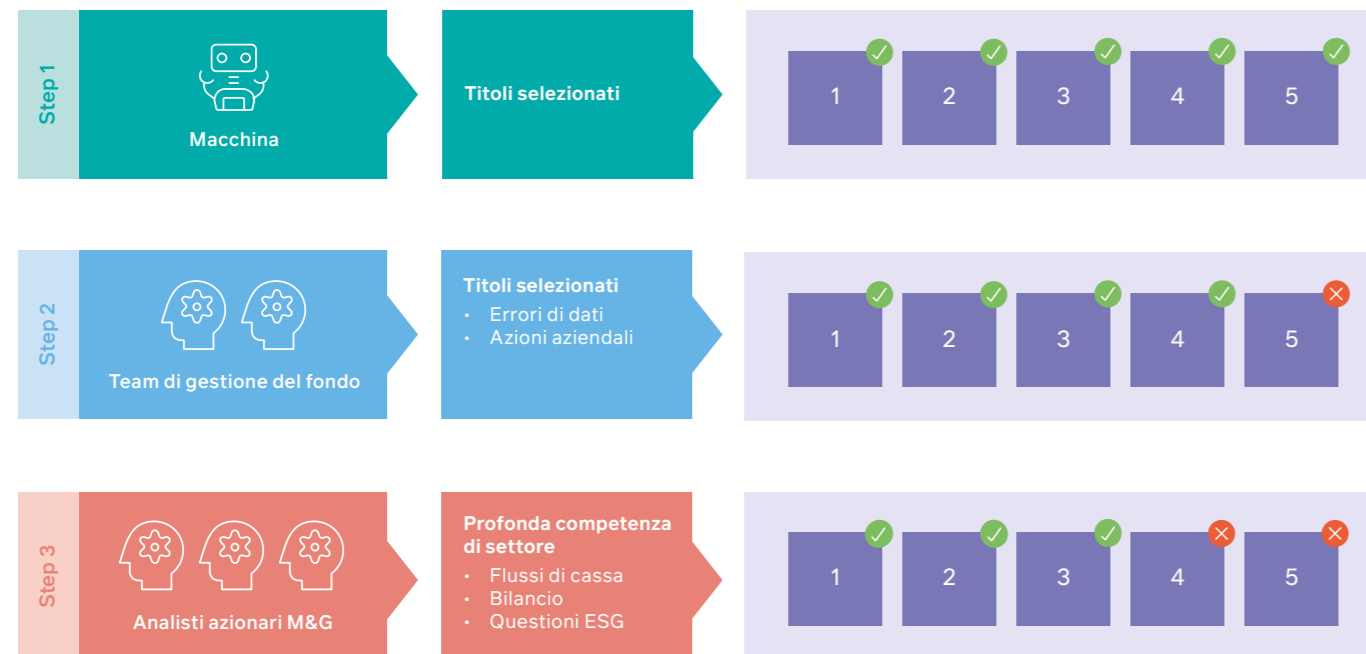 Step 1
Macchina
Titoli selezionati
1 2 3 4 5
Step 2
Team di gestione del fondo
Titoli selezionati
• Errori di dati
• Azioni aziendali
1 2 3 4 5
Step 3
Analisti azionari M&G
Profonda competenza
di settore
• Flussi di cassa
• Bilancio
• Questioni ESG
1 2 3 4 5